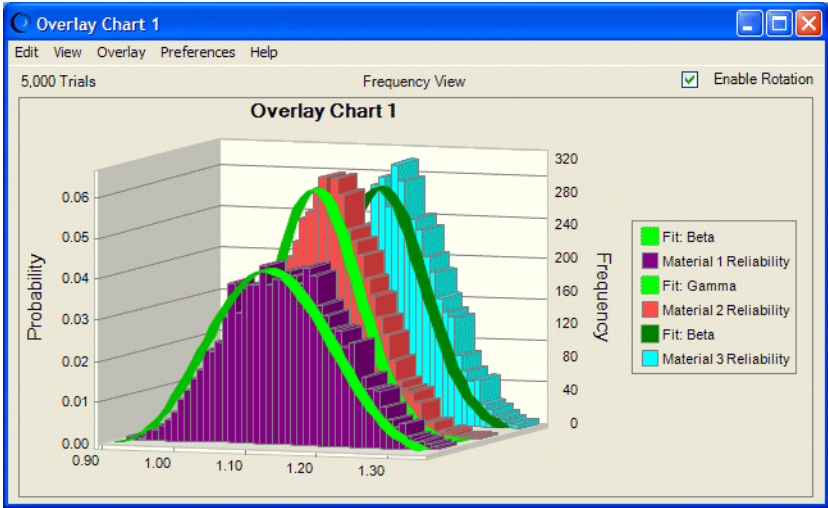 Overlay Chart 1
Edit View Overlay Preferences Help
5,000 Trials Frequency View Enable Rotation
Overlay Chart 1
Probability
0.06
0.05
0.04
0.03
0.02
0.01
0.00
0.90 1.00 1.10 1.20 1.30
320
280
240
200
160
120
80
40
0
Frequency
Fit: Beta
Material 1 Reliability
Fit: Gamma
Material 2 Reliability
Fit: Beta
Material 3 Reliability